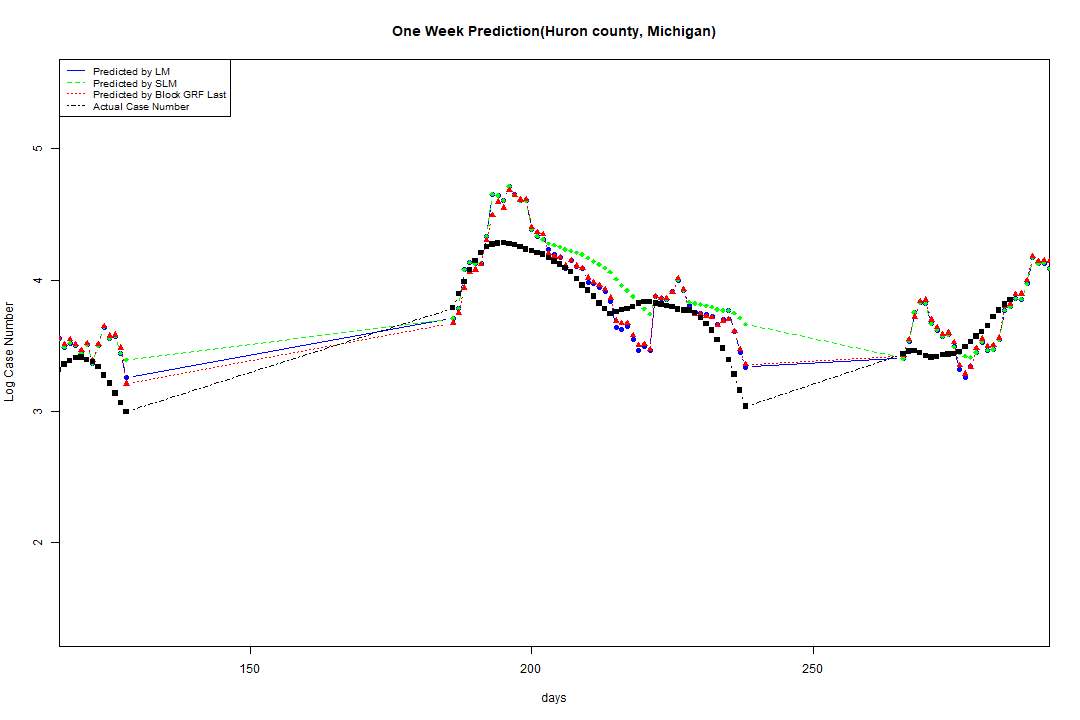 One Week Prediction(Huron county, Michigan)
Predicted by LM
Predicted by SLM
Predicted by Block GRF Last
Actual Case Number
5
4
3
2
Log Case Number
150
200
250
days